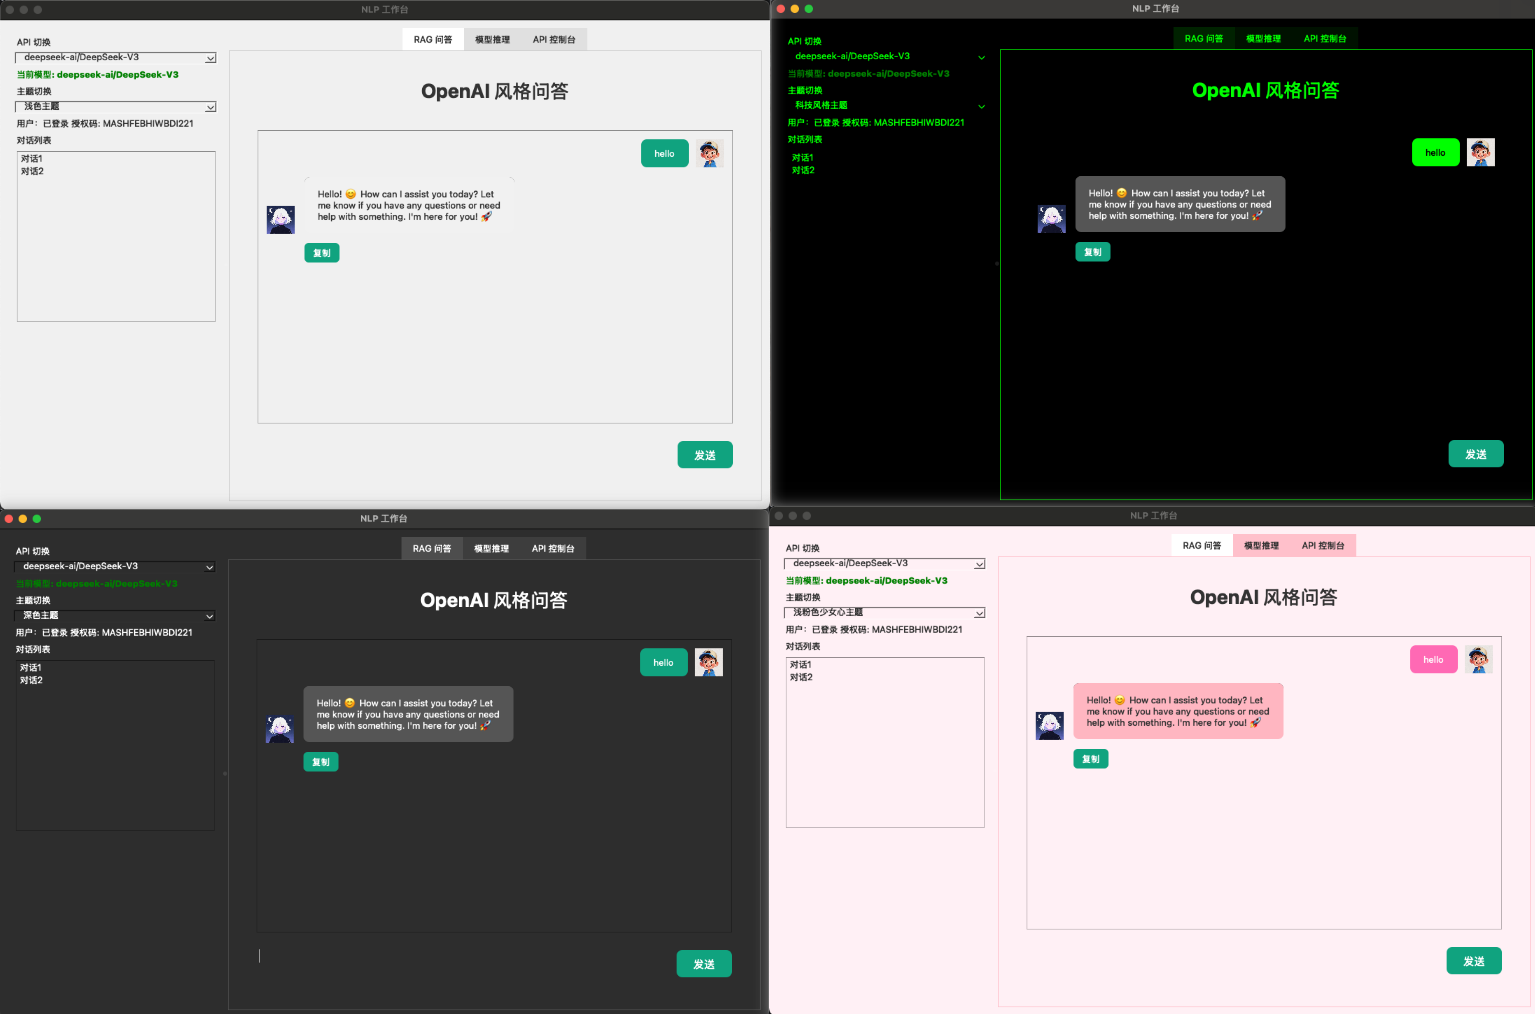 NLP 工作台
API 切换
deepseek-ai/DeepSeek-V3
当前模型: deepseek-ai/DeepSeek-V3
主题切换
浅色主题
用户： 已登录 授权码: MASHFEBHIWBDI221
对话列表
对话1
对话2
RAG 问答 模型推理 API 控制台
OpenAI 风格问答
hello
Hello! 😊 How can I assist you today? Let
me know if you have any questions or need
help with something. I'm here for you! 🚀
复制
发送
NLP 工作台
API 切换
deepseek-ai/DeepSeek-V3
当前模型: deepseek-ai/DeepSeek-V3
主题切换
科技风格主题
用户： 已登录 授权码: MASHFEBHIWBDI221
对话列表
对话1
对话2
RAG 问答 模型推理 API 控制台
OpenAI 风格问答
hello
Hello! 😊 How can I assist you today? Let
me know if you have any questions or need
help with something. I'm here for you! 🚀
复制
发送
NLP 工作台
API 切换
deepseek-ai/DeepSeek-V3
当前模型: deepseek-ai/DeepSeek-V3
主题切换
深色主题
用户： 已登录 授权码: MASHFEBHIWBDI221
对话列表
对话1
对话2
RAG 问答 模型推理 API 控制台
OpenAI 风格问答
hello
Hello! 😊 How can I assist you today? Let
me know if you have any questions or need
help with something. I'm here for you! 🚀
复制
发送
NLP 工作台
API 切换
deepseek-ai/DeepSeek-V3
当前模型: deepseek-ai/DeepSeek-V3
主题切换
浅粉色少女心主题
用户： 已登录 授权码: MASHFEBHIWBDI221
对话列表
对话1
对话2
RAG 问答 模型推理 API 控制台
OpenAI 风格问答
hello
Hello! 😊 How can I assist you today? Let
me know if you have any questions or need
help with something. I'm here for you! 🚀
复制
发送